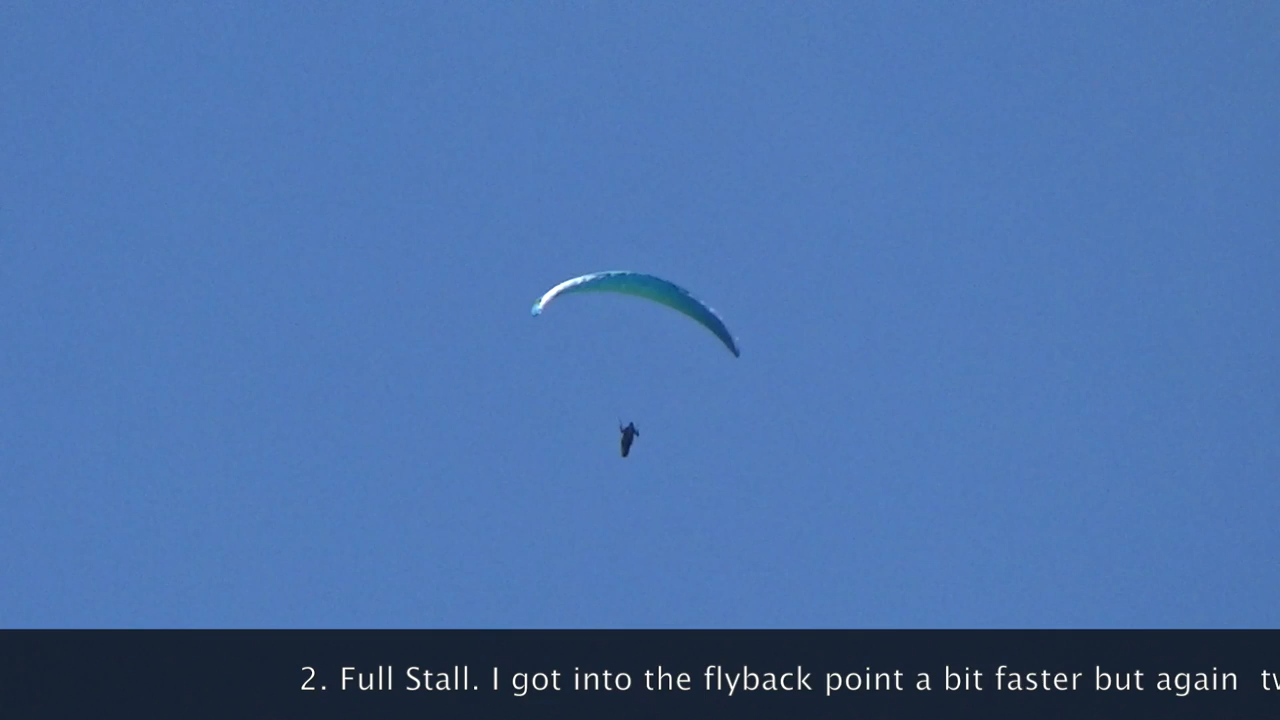 2. Full Stall. I got into the flyback point a bit faster but again